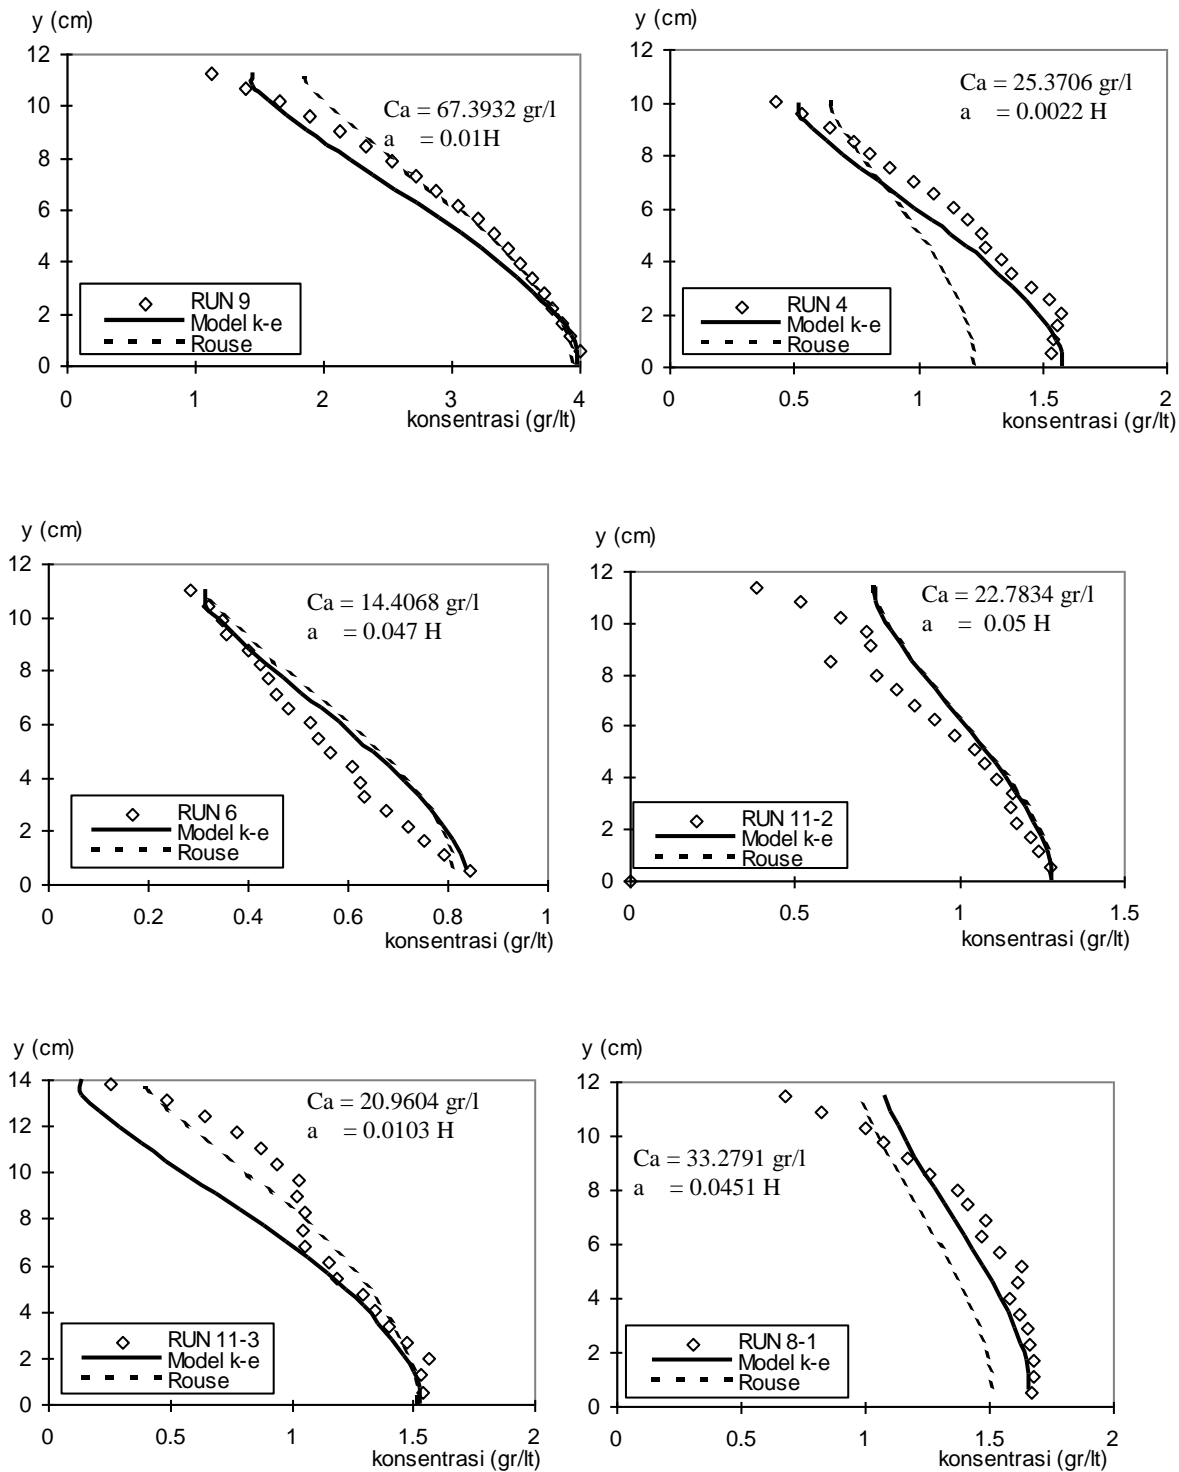 y (cm)
12
10
8
6
4
2
0
Ca = 67.3932 gr/l
a = 0.01H
RUN 9
Model k-e
Rouse
0 1 2 3 4
konsentrasi (gr/lt)
y (cm)
12
10
8
6
4
2
0
Ca = 25.3706 gr/l
a = 0.0022 H
RUN 4
Model k-e
Rouse
0 0.5 1 1.5 2
konsentrasi (gr/lt)
y (cm)
12
10
8
6
4
2
0
Ca = 14.4068 gr/l
a = 0.047 H
RUN 6
Model k-e
Rouse
0 0.2 0.4 0.6 0.8 1
konsentrasi (gr/lt)
y (cm)
12
10
8
6
4
2
0
Ca = 22.7834 gr/l
a = 0.05 H
RUN 11-2
Model k-e
Rouse
0 0.5 1 1.5
konsentrasi (gr/lt)
y (cm)
14
12
10
8
6
4
2
0
Ca = 20.9604 gr/l
a = 0.0103 H
RUN 11-3
Model k-e
Rouse
0 0.5 1 1.5 2
konsentrasi (gr/lt)
y (cm)
12
10
8
6
4
2
0
Ca = 33.2791 gr/l
a = 0.0451 H
RUN 8-1
Model k-e
Rouse
0 0.5 1 1.5 2
konsentrasi (gr/lt)